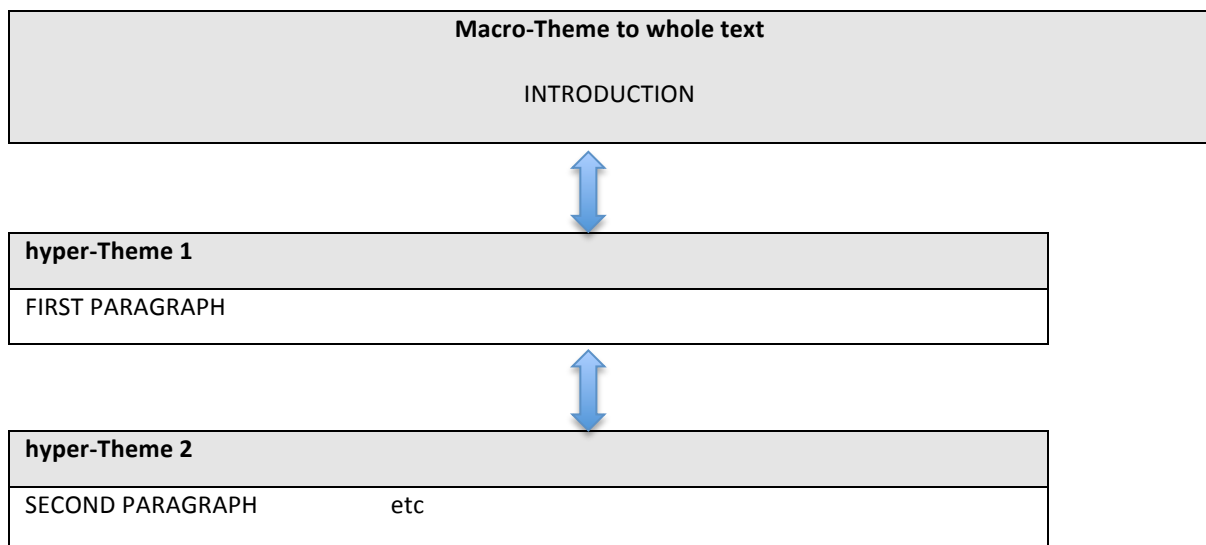 Macro-Theme to whole text
INTRODUCTION
hyper-Theme 1
FIRST PARAGRAPH
hyper-Theme 2
SECOND PARAGRAPH etc